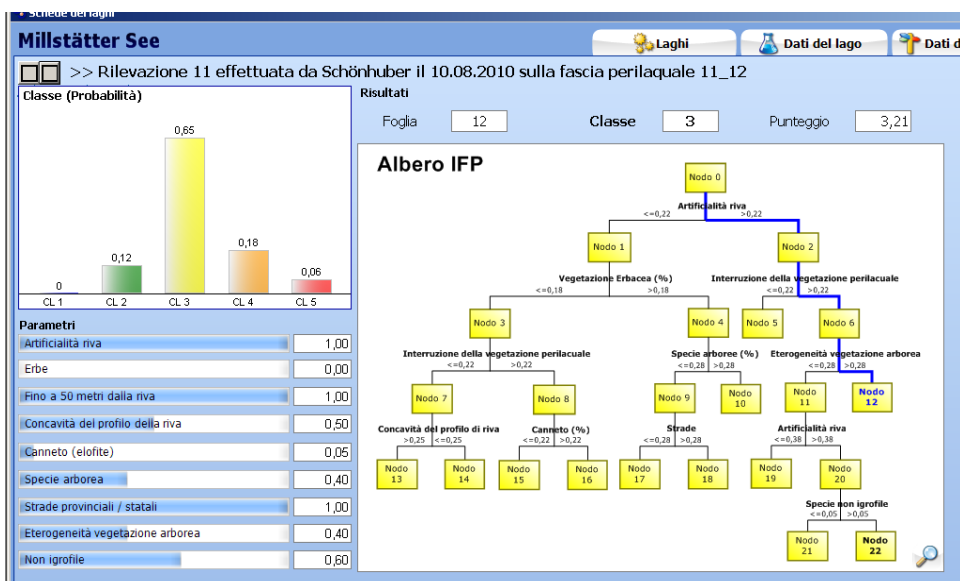 Schede dei laghi
Millstätter See
Laghi
Dati del lago
Dati d
>> Rilevazione 11 effettuata da Schönhuber il 10.08.2010 sulla fascia perilaquale 11_12
Classe (Probabilità)
0
0,12
0,65
0,18
0,06
CL 1 CL 2 CL 3 CL 4 CL 5
Parametri
Artificialità riva 1,00
Erbe 0,00
Fino a 50 metri dalla riva 1,00
Concavità del profilo della riva 0,50
Canneto (elofite) 0,05
Specie arborea 0,40
Strade provinciali / statali 1,00
Eterogeneità vegetazione arborea 0,40
Non igrofile 0,60
Risultati
Foglia 12 Classe 3 Punteggio 3,21
Albero IFP
Nodo 0
Artificialità riva
<=0,22 >0,22
Nodo 1 Nodo 2
Vegetazione Erbacea (%) Interruzione della vegetazione perilacuale
<=0,18 >0,18 <=0,22 >0,22
Nodo 3 Nodo 4 Nodo 5 Nodo 6
Interruzione della vegetazione perilacuale Specie arboree (%) Eterogeneità vegetazione arborea
<=0,22 >0,22 <=0,28 >0,28 <=0,28 >0,28
Nodo 7 Nodo 8 Nodo 9 Nodo 10 Nodo 11 Nodo 12
Concavità del profilo di riva Canneto (%) Strade Artificialità riva
>0,25 <=0,25 <=0,22 >0,22 <=0,28 >0,28 <=0,38 >0,38
Nodo 13 Nodo 14 Nodo 15 Nodo 16 Nodo 17 Nodo 18 Nodo 19 Nodo 20
Specie non igrofile
<=0,05 >0,05
Nodo 21 Nodo 22